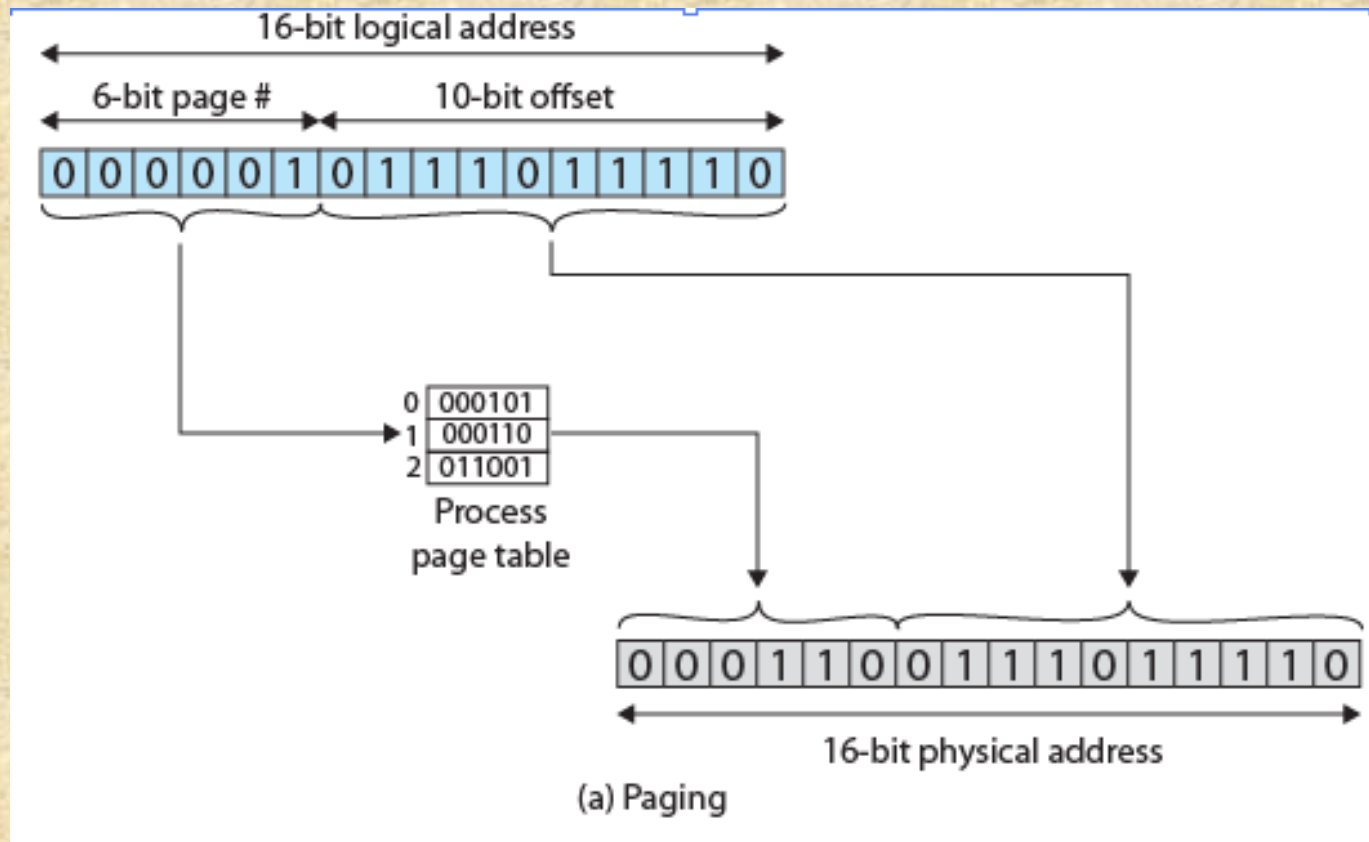 16-bit logical address
6-bit page # 10-bit offset
0 0 0 0 0 1 0 1 1 1 0 1 1 1 1 0
0 000101
1 000110
2 011001
Process
page table
0 0 0 1 1 0 0 1 1 1 0 1 1 1 1 0
16-bit physical address
(a) Paging